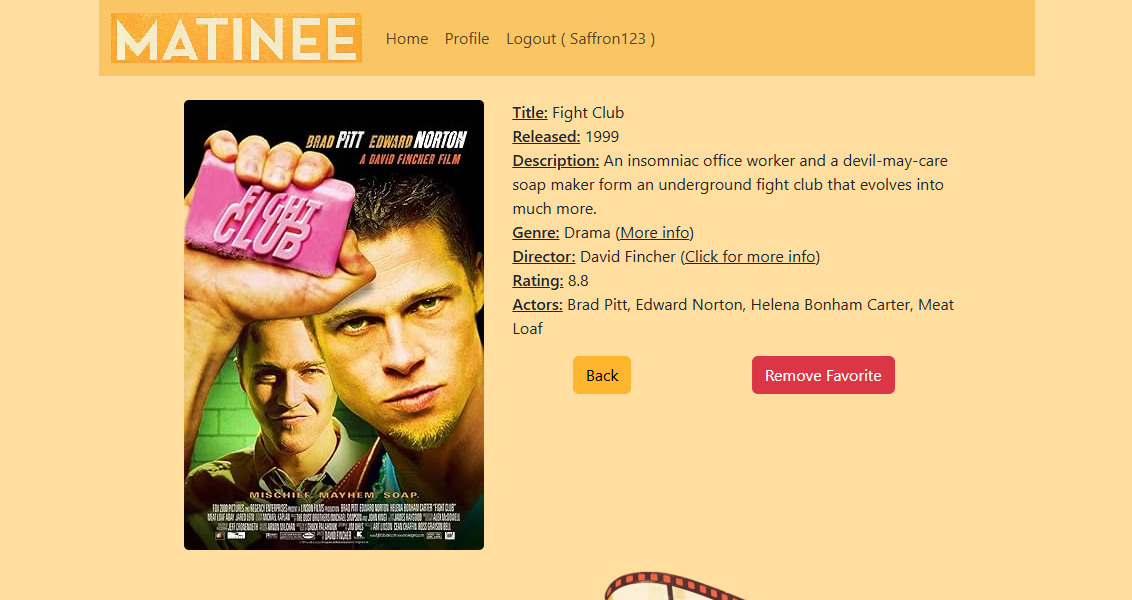 MATINEE
Home Profile Logout ( Saffron123 )
BRAD PITT EDWARD NORTON
A DAVID FINCHER FILM
FIGHT
CLUB
MISCHIEF. MAYHEM. SOAP.
Title: Fight Club
Released: 1999
Description: An insomniac office worker and a devil-may-care
soap maker form an underground fight club that evolves into
much more.
Genre: Drama (More info)
Director: David Fincher (Click for more info)
Rating: 8.8
Actors: Brad Pitt, Edward Norton, Helena Bonham Carter, Meat
Loaf
Back Remove Favorite